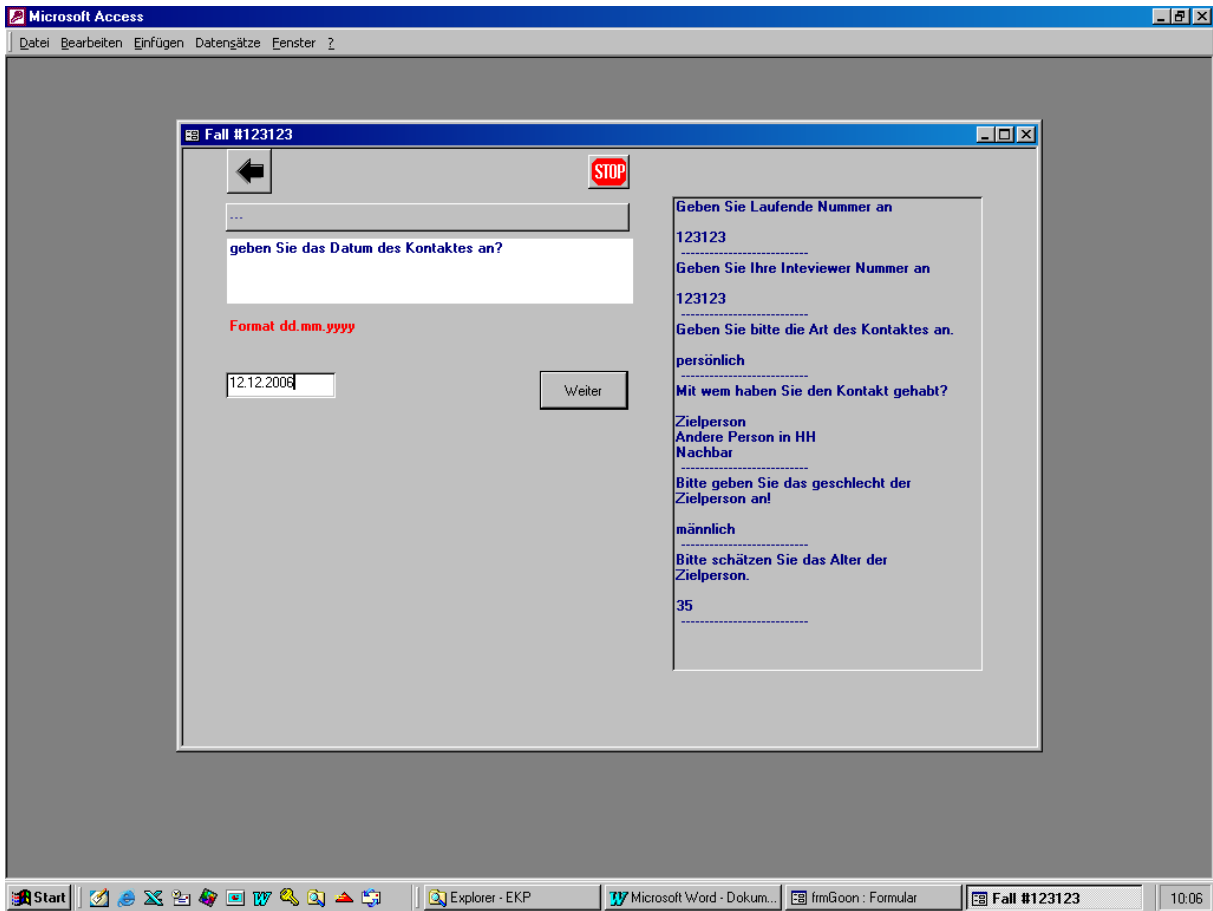 Microsoft Access
Datei Bearbeiten Einfügen Datensätze Fenster ?
Fall #123123
STOP
...
geben Sie das Datum des Kontaktes an?
Format dd.mm.yyyy
12.12.2006
Weiter
Geben Sie Laufende Nummer an
123123
---------------------------
Geben Sie Ihre Inteviewer Nummer an
123123
---------------------------
Geben Sie bitte die Art des Kontaktes an.
persönlich
---------------------------
Mit wem haben Sie den Kontakt gehabt?
Zielperson
Andere Person in HH
Nachbar
---------------------------
Bitte geben Sie das geschlecht der
Zielperson an!
männlich
---------------------------
Bitte schätzen Sie das Alter der
Zielperson.
35
---------------------------
Start
Explorer - EKP
Microsoft Word - Dokum...
frmGoon : Formular
Fall #123123
10:06